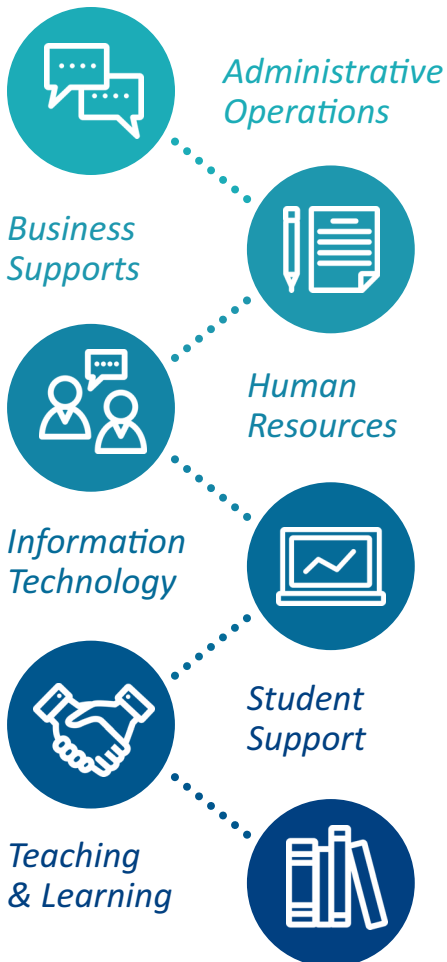 Administrative
Operations
Business
Supports
Human
Resources
Information
Technology
Student
Support
Teaching
& Learning